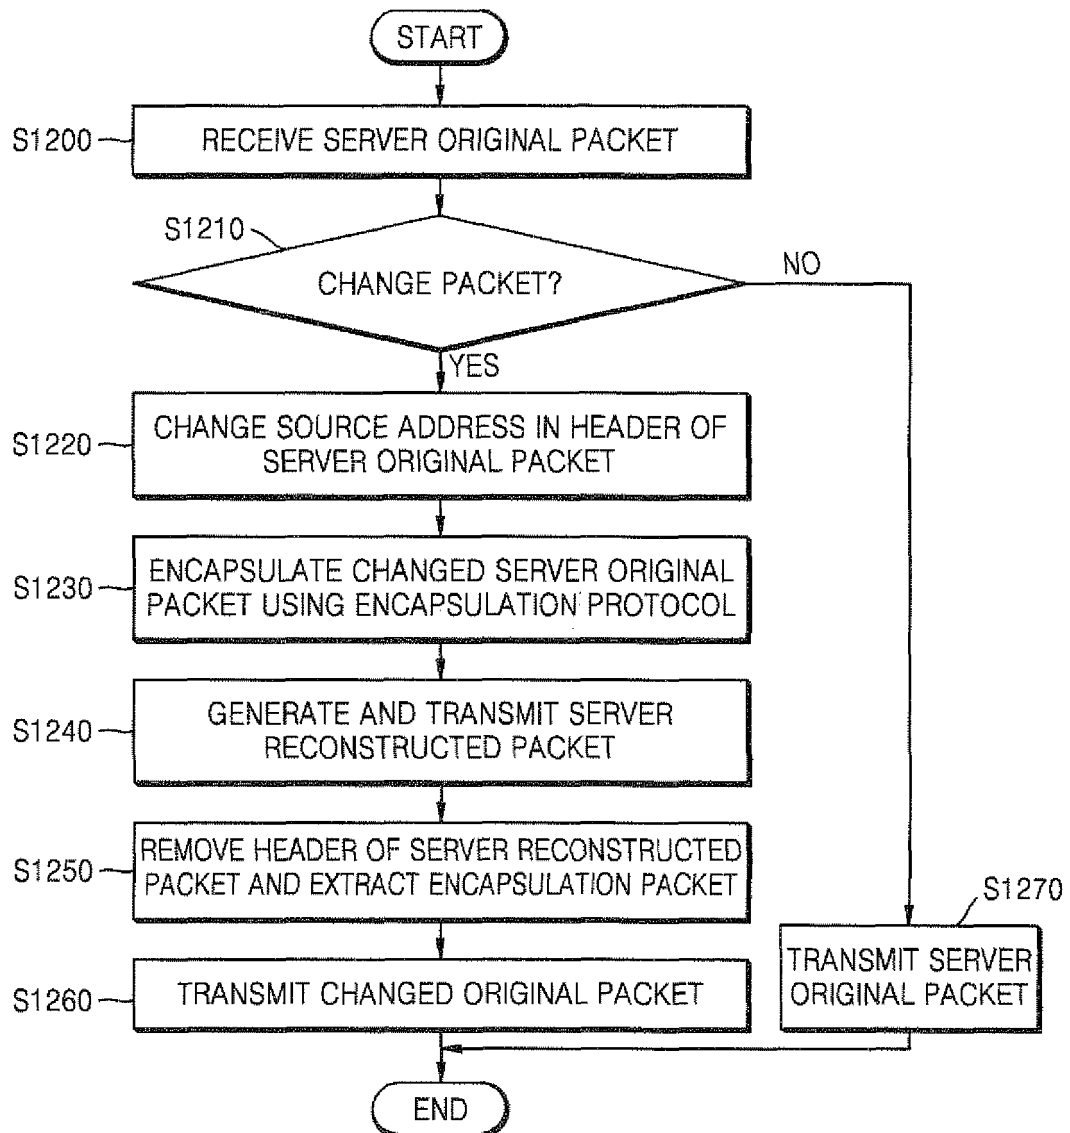 START
S1200
RECEIVE SERVER ORIGINAL PACKET
S1210
CHANGE PACKET?
NO
YES
S1220
CHANGE SOURCE ADDRESS IN HEADER OF
SERVER ORIGINAL PACKET
S1230
ENCAPSULATE CHANGED SERVER ORIGINAL
PACKET USING ENCAPSULATION PROTOCOL
S1240
GENERATE AND TRANSMIT SERVER
RECONSTRUCTED PACKET
S1250
REMOVE HEADER OF SERVER RECONSTRUCTED
PACKET AND EXTRACT ENCAPSULATION PACKET
S1270
TRANSMIT SERVER
ORIGINAL PACKET
S1260
TRANSMIT CHANGED ORIGINAL PACKET
END